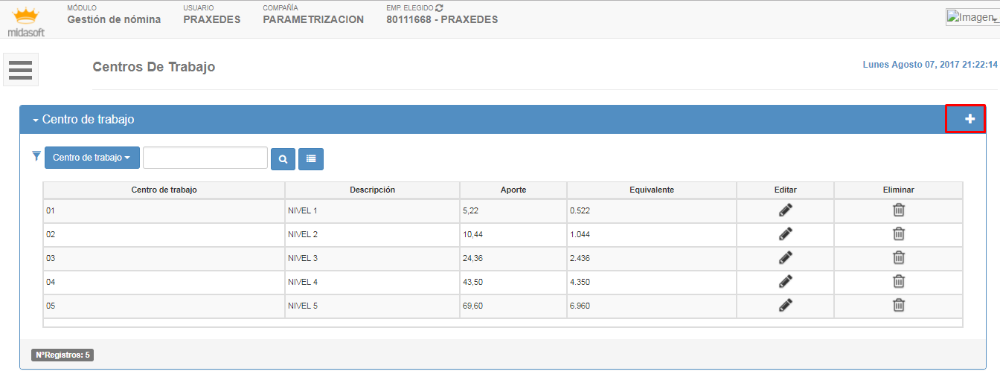 midasoft
MÓDULO
Gestión de nómina
USUARIO
PRAXEDES
COMPAÑÍA
PARAMETRIZACION
EMP. ELEGIDO
80111668 - PRAXEDES
Imagen
Centros De Trabajo
Lunes Agosto 07, 2017 21:22:14
Centro de trabajo
Centro de trabajo
Centro de trabajo Descripción Aporte Equivalente Editar Eliminar
01 NIVEL 1 5,22 0.522
02 NIVEL 2 10,44 1.044
03 NIVEL 3 24,36 2.436
04 NIVEL 4 43,50 4.350
05 NIVEL 5 69,60 6.960
NºRegistros: 5